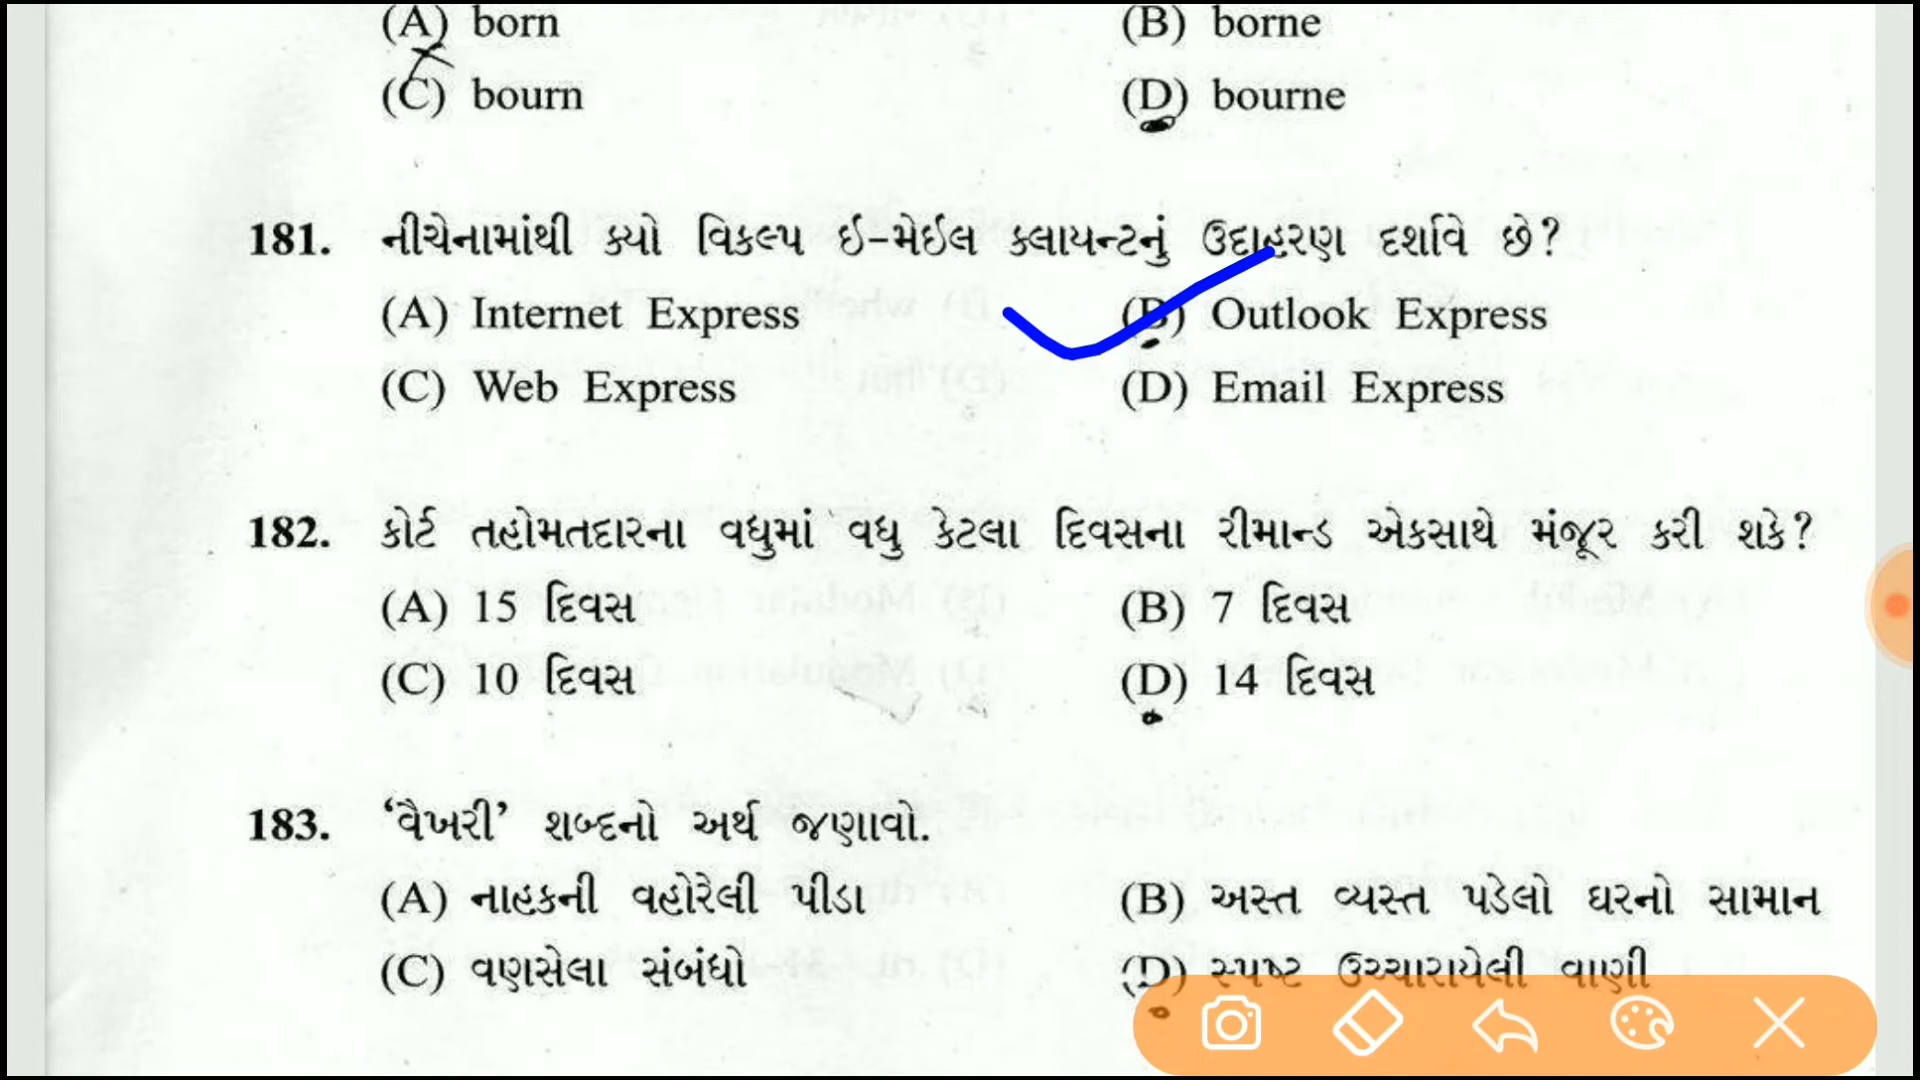 (A) born (B) borne
(C) bourn (D) bourne
181. નીચેનામાંથી ક્યો વિકલ્પ ઇ-મેઇલ ક્લાયન્ટનું ઉદાહરણ દર્શાવે છે?
(A) Internet Express (B) Outlook Express
(C) Web Express (D) Email Express
182. કોર્ટ તહોમતદારના વધુમાં વધુ કેટલા દિવસના રીમાન્ડ એકસાથે મંજૂર કરી શકે?
(A) 15 દિવસ (B) 7 દિવસ
(C) 10 દિવસ (D) 14 દિવસ
183. ‘વૈખરી’ શબ્દનો અર્થ જણાવો.
(A) નાહકની વહોરેલી પીડા (B) અસ્ત વ્યસ્ત પડેલો ઘરનો સામાન
(C) વણસેલા સંબંધો (D) સ્પષ્ટ ઉચ્ચારાયેલી વાણી